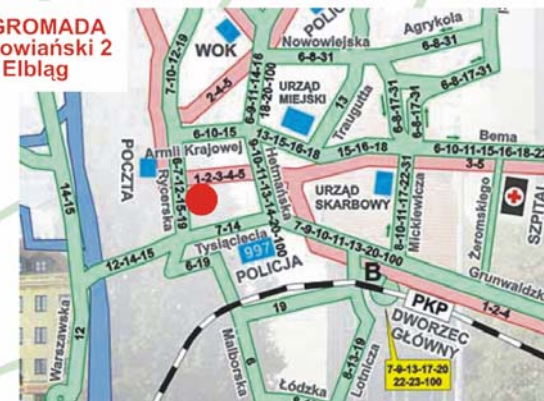 GROMADA
owiański 2
Elbląg
WOK
POLIC
Nowowiejska
Agrykola
6-8-31
6-8-31
7-10-12-19
2-4-5
6-9-11-14-16
18-20-100
URZĄD
MIEJSKI
13
Traugutta
6-8-17-31
6-8-17-31
6-10-15
13-15-16-18
15-16-18
Bema
6-10-11-15-16-18-22
3-5
Armii Krajowej
POCZTA
Rycerska
6-7-12-15-19
1-2-3-4-5
Hetmańska
6-10-11-13-14-20-100
URZĄD
SKARBOWY
Mickiewicza
8-10-11-17-22-31
Żeromskiego
SZPITAL
14-15
7-14
Tysiąclecia
997
POLICJA
7-9-10-11-13-20-100
12-14-15
6-19
B
Grunwaldzk
PKP
1-2-4
DWORZEC
GŁÓWNY
Warszawska
12
Malborska
6
19
Łódzka
6-13-19
Lotnicza
7-9-13-17-20
22-23-100